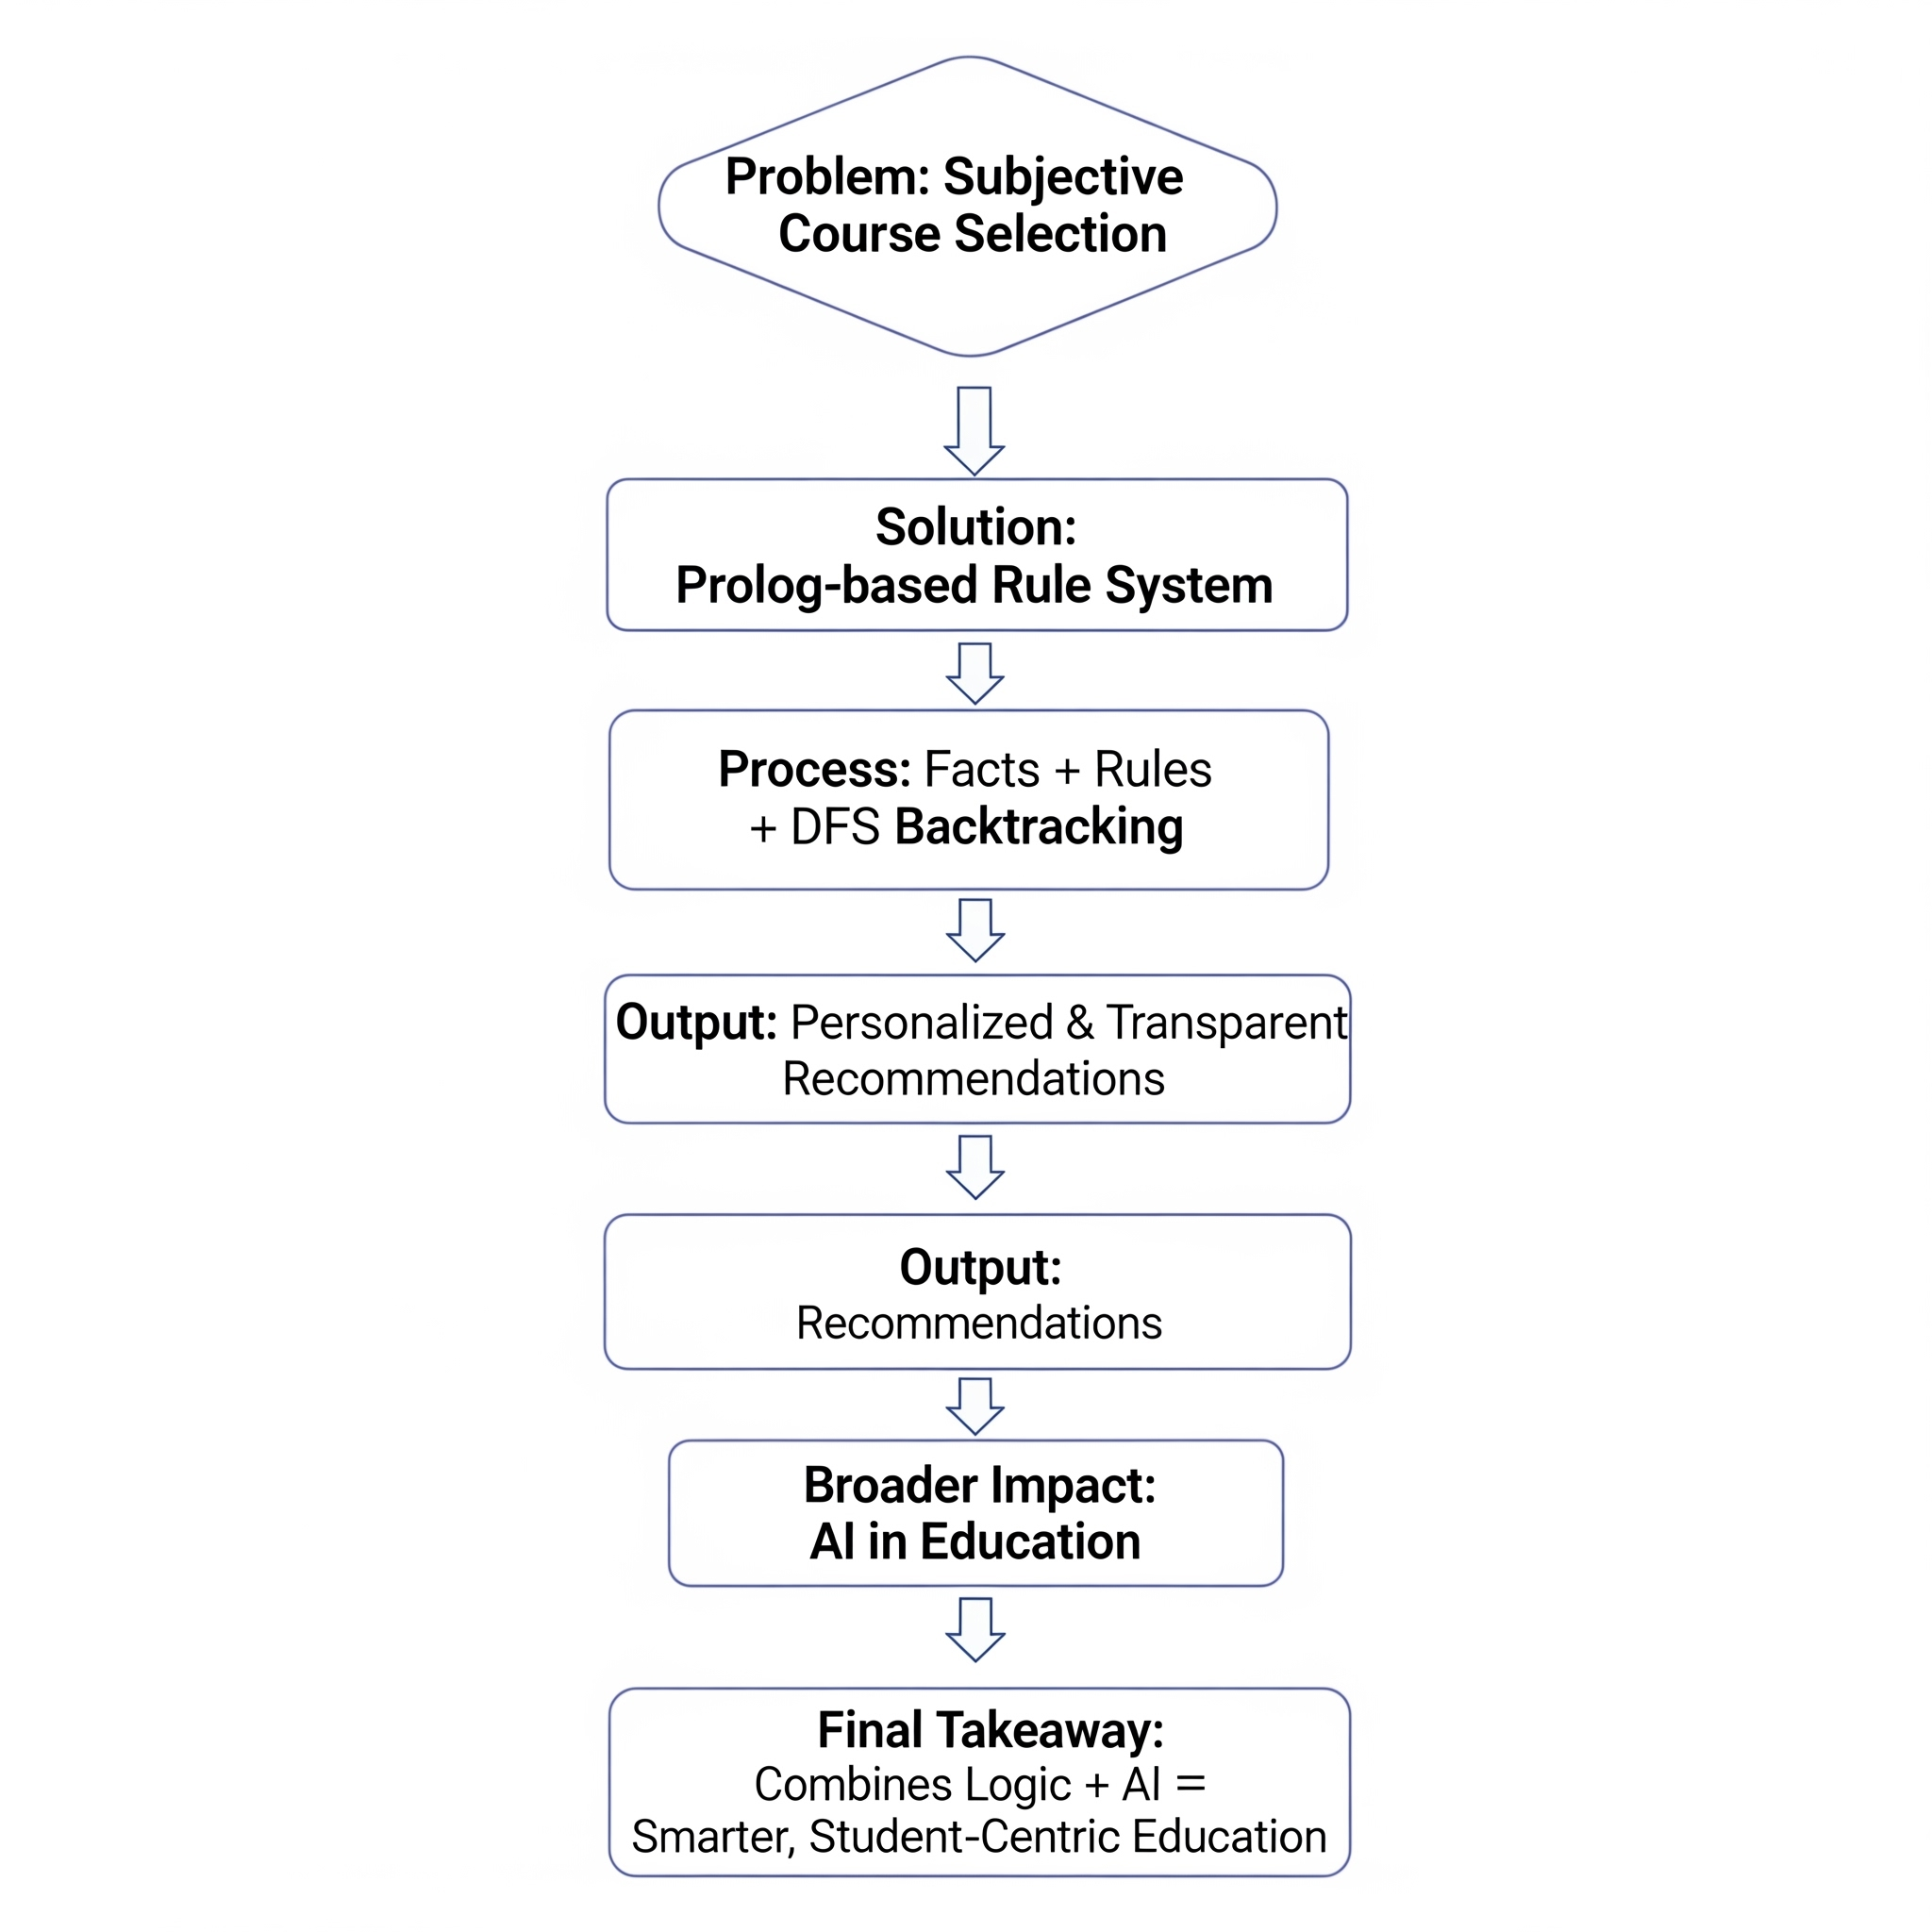 Problem: Subjective
Course Selection
Solution:
Prolog-based Rule System
Process: Facts + Rules
+ DFS Backtracking
Output: Personalized & Transparent
Recommendations
Output:
Recommendations
Broader Impact:
AI in Education
Final Takeaway:
Combines Logic + AI =
Smarter, Student-Centric Education